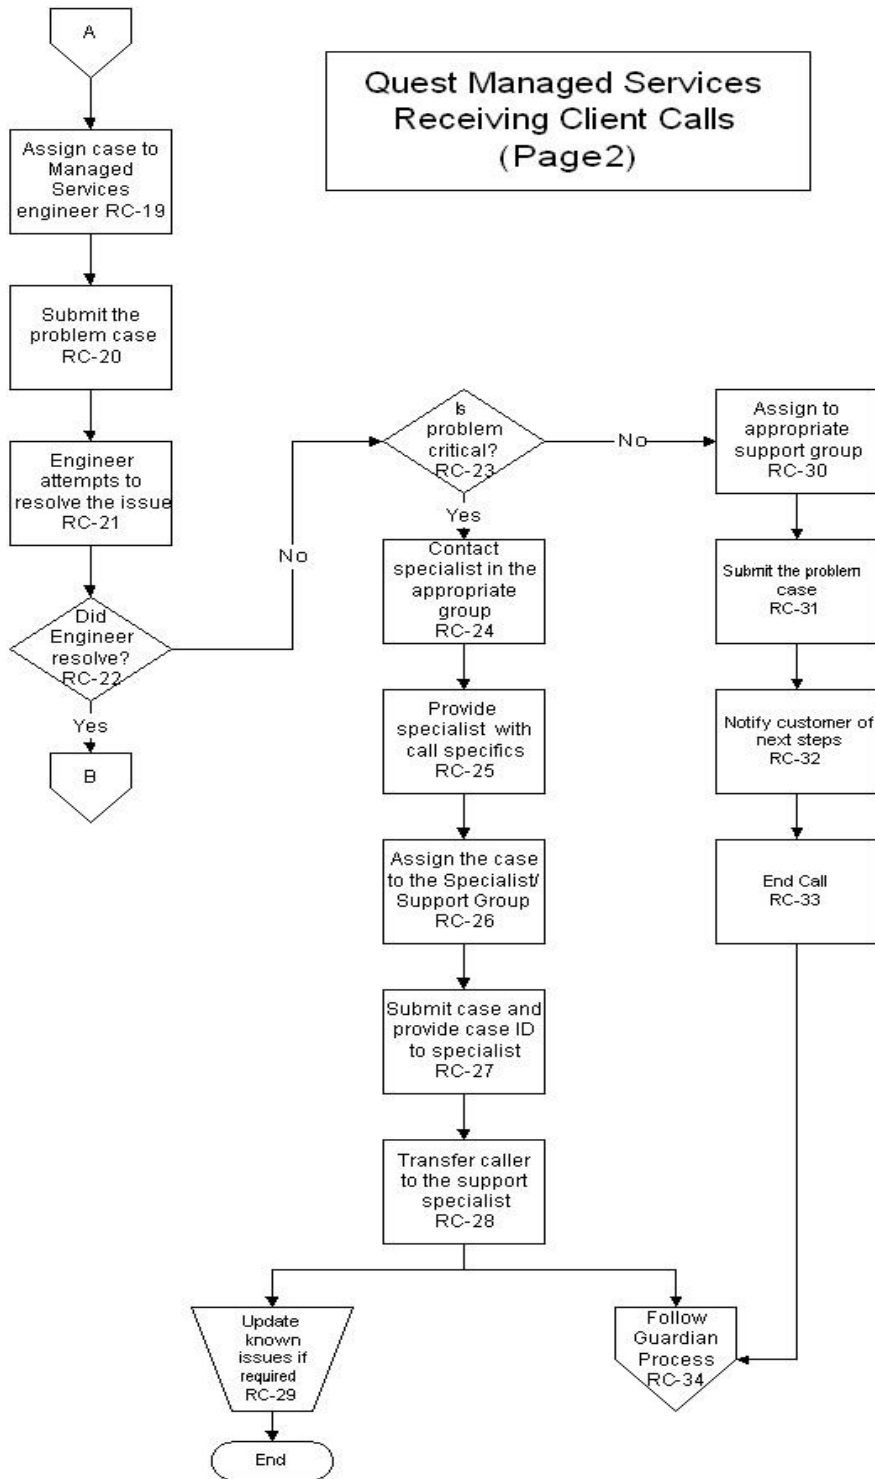 A
Quest Managed Services
Receiving Client Calls
(Page2)
Assign case to
Managed
Services
engineer RC-19
Submit the
problem case
RC-20
Engineer
attempts to
resolve the issue
RC-21
Did
Engineer
resolve?
RC-22
No
Yes
B
Is
problem
critical?
RC-23
No
Yes
Contact
specialist in the
appropriate
group
RC-24
Provide
specialist with
call specifics
RC-25
Assign the case
to the Specialist/
Support Group
RC-26
Submit case and
provide case ID
to specialist
RC-27
Transfer caller
to the support
specialist
RC-28
Update
known
issues if
required
RC-29
End
Assign to
appropriate
support group
RC-30
Submit the problem
case
RC-31
Notify customer of
next steps
RC-32
End Call
RC-33
Follow
Guardian
Process
RC-34